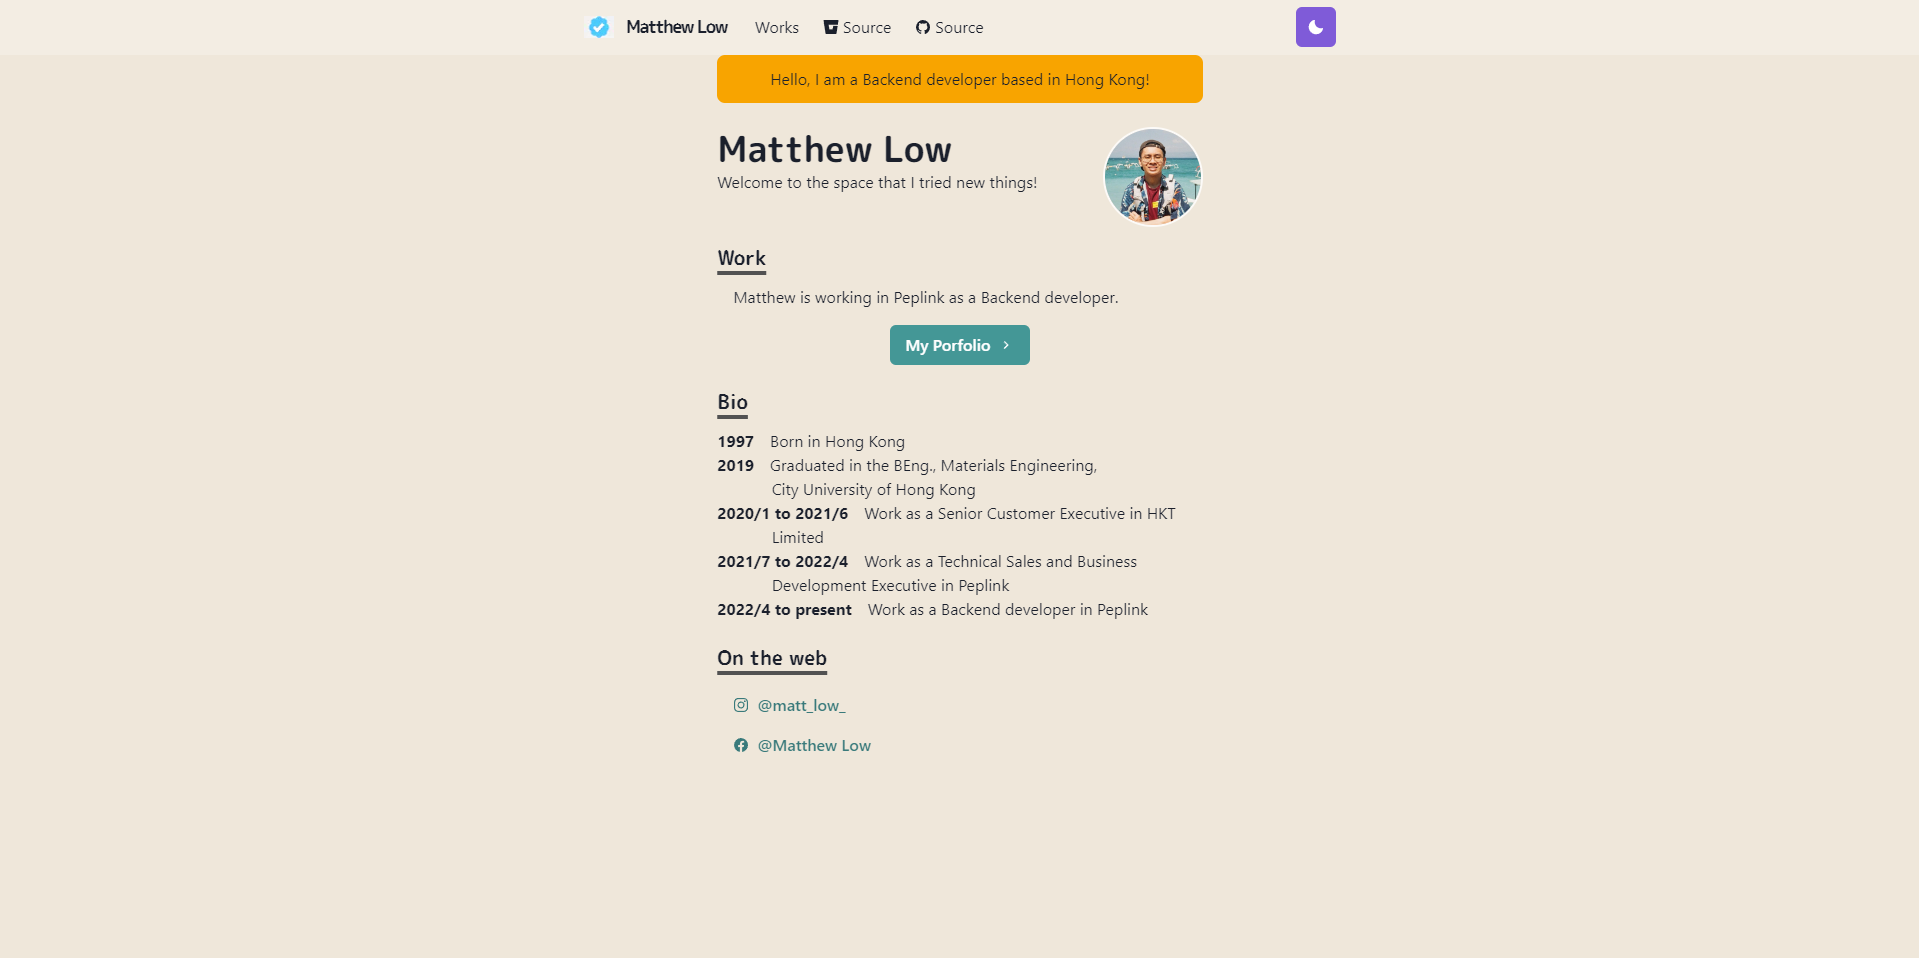 Matthew Low Works Source Source
Hello, I am a Backend developer based in Hong Kong!
Matthew Low
Welcome to the space that I tried new things!
Work
Matthew is working in Peplink as a Backend developer.
My Porfolio
Bio
1997 Born in Hong Kong
2019 Graduated in the BEng., Materials Engineering,
City University of Hong Kong
2020/1 to 2021/6 Work as a Senior Customer Executive in HKT
Limited
2021/7 to 2022/4 Work as a Technical Sales and Business
Development Executive in Peplink
2022/4 to present Work as a Backend developer in Peplink
On the web
@matt_low_
@Matthew Low